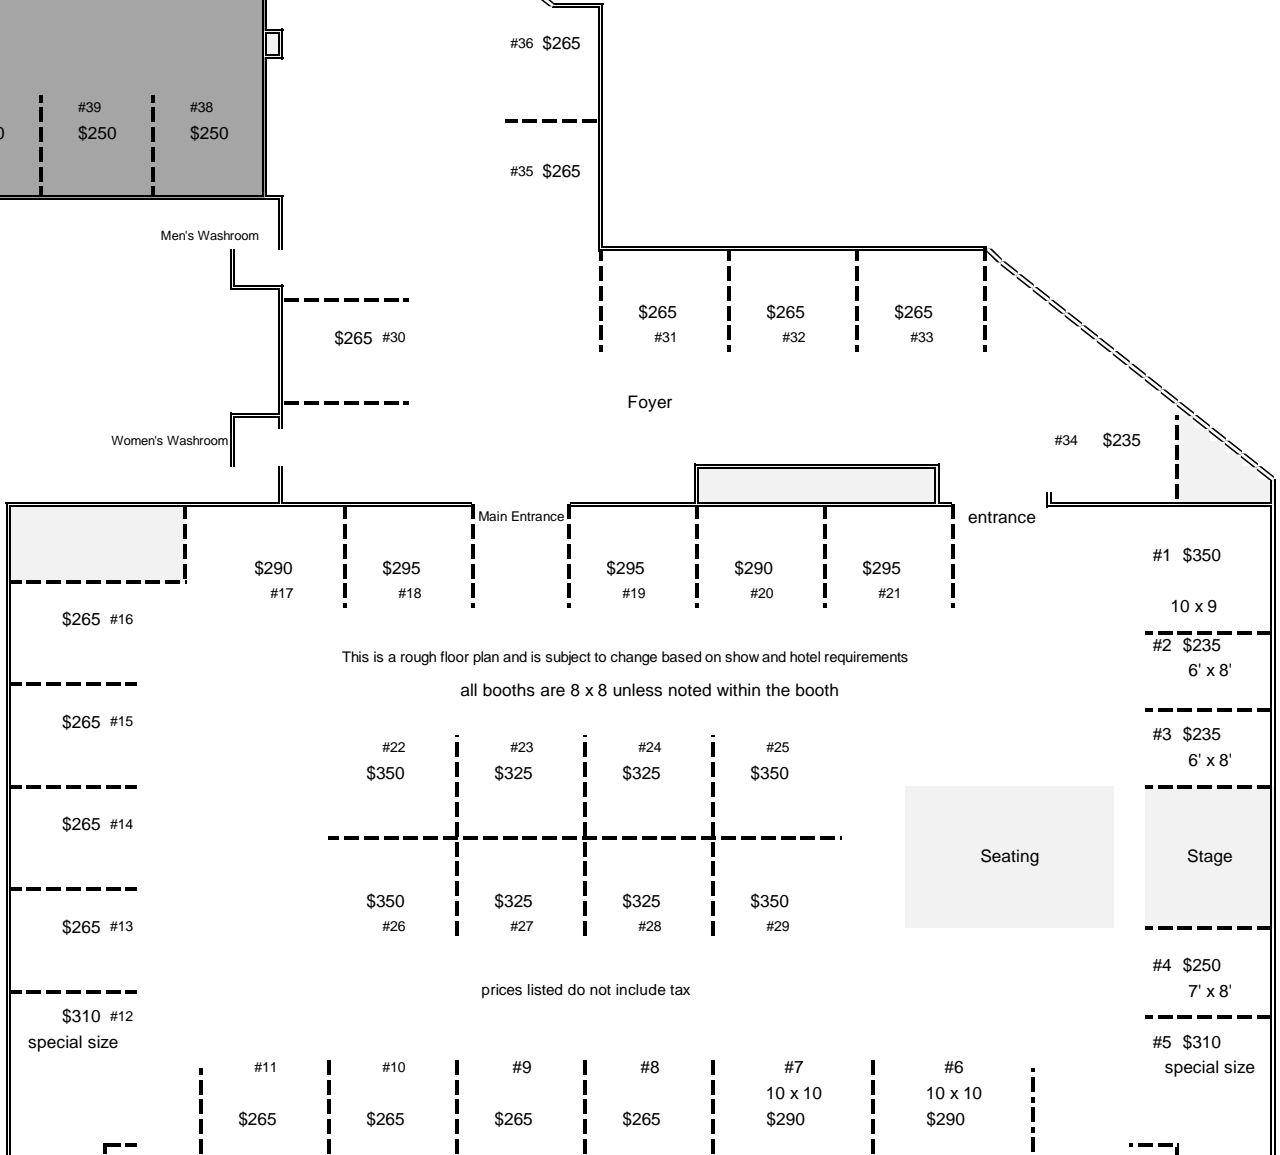 #36 $265
#39 #38
0 $250 $250
#35 $265
Men's Washroom
$265 $265 $265
#31 #32 #33
$265 #30
Foyer
Women's Washroom
#34 $235
Main Entrance
entrance
#1 $350
10 x 9
$290 $295 $295 $290 $295
#17 #18 #19 #20 #21
$265 #16
#2 $235
6' x 8'
This is a rough floor plan and is subject to change based on show and hotel requirements
all booths are 8 x 8 unless noted within the booth
$265 #15
#3 $235
6' x 8'
#22 #23 #24 #25
$350 $325 $325 $350
$265 #14
Seating
Stage
$350 $325 $325 $350
#26 #27 #28 #29
$265 #13
#4 $250
7' x 8'
prices listed do not include tax
$310 #12
special size
#5 $310
special size
#11 #10 #9 #8 #7 #6
10 x 10 10 x 10
$265 $265 $265 $265 $290 $290